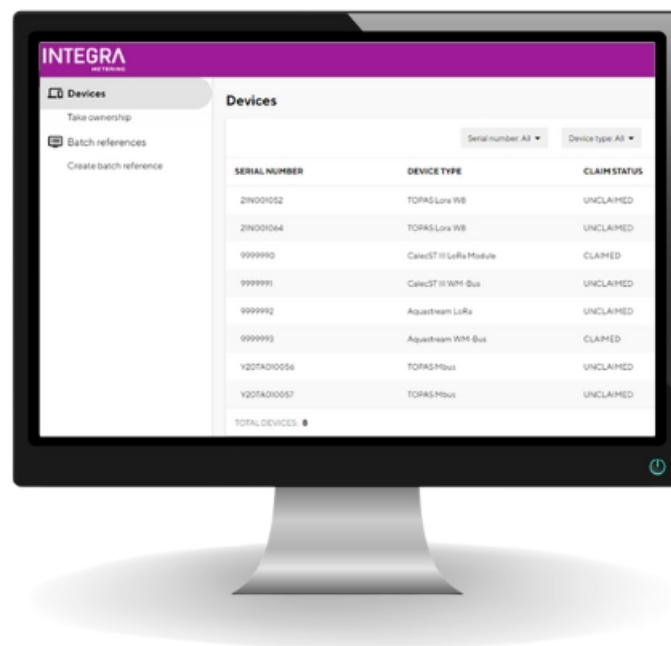 INTEGRA
METERING
Devices
Take ownership
Batch references
Create batch reference
Devices
Serial number: All
Device type: All
SERIAL NUMBER DEVICE TYPE CLAIM STATUS
21N001052 TOPAS Lora W8 UNCLAIMED
21N001064 TOPAS Lora W8 UNCLAIMED
9999990 CalecST III LoRa Module CLAIMED
9999991 CalecST III WM-Bus UNCLAIMED
9999992 Aquastream LoRa UNCLAIMED
9999993 Aquastream WM-Bus CLAIMED
Y20TA010056 TOPAS Mbus UNCLAIMED
Y20TA010057 TOPAS Mbus UNCLAIMED
TOTAL DEVICES: 8